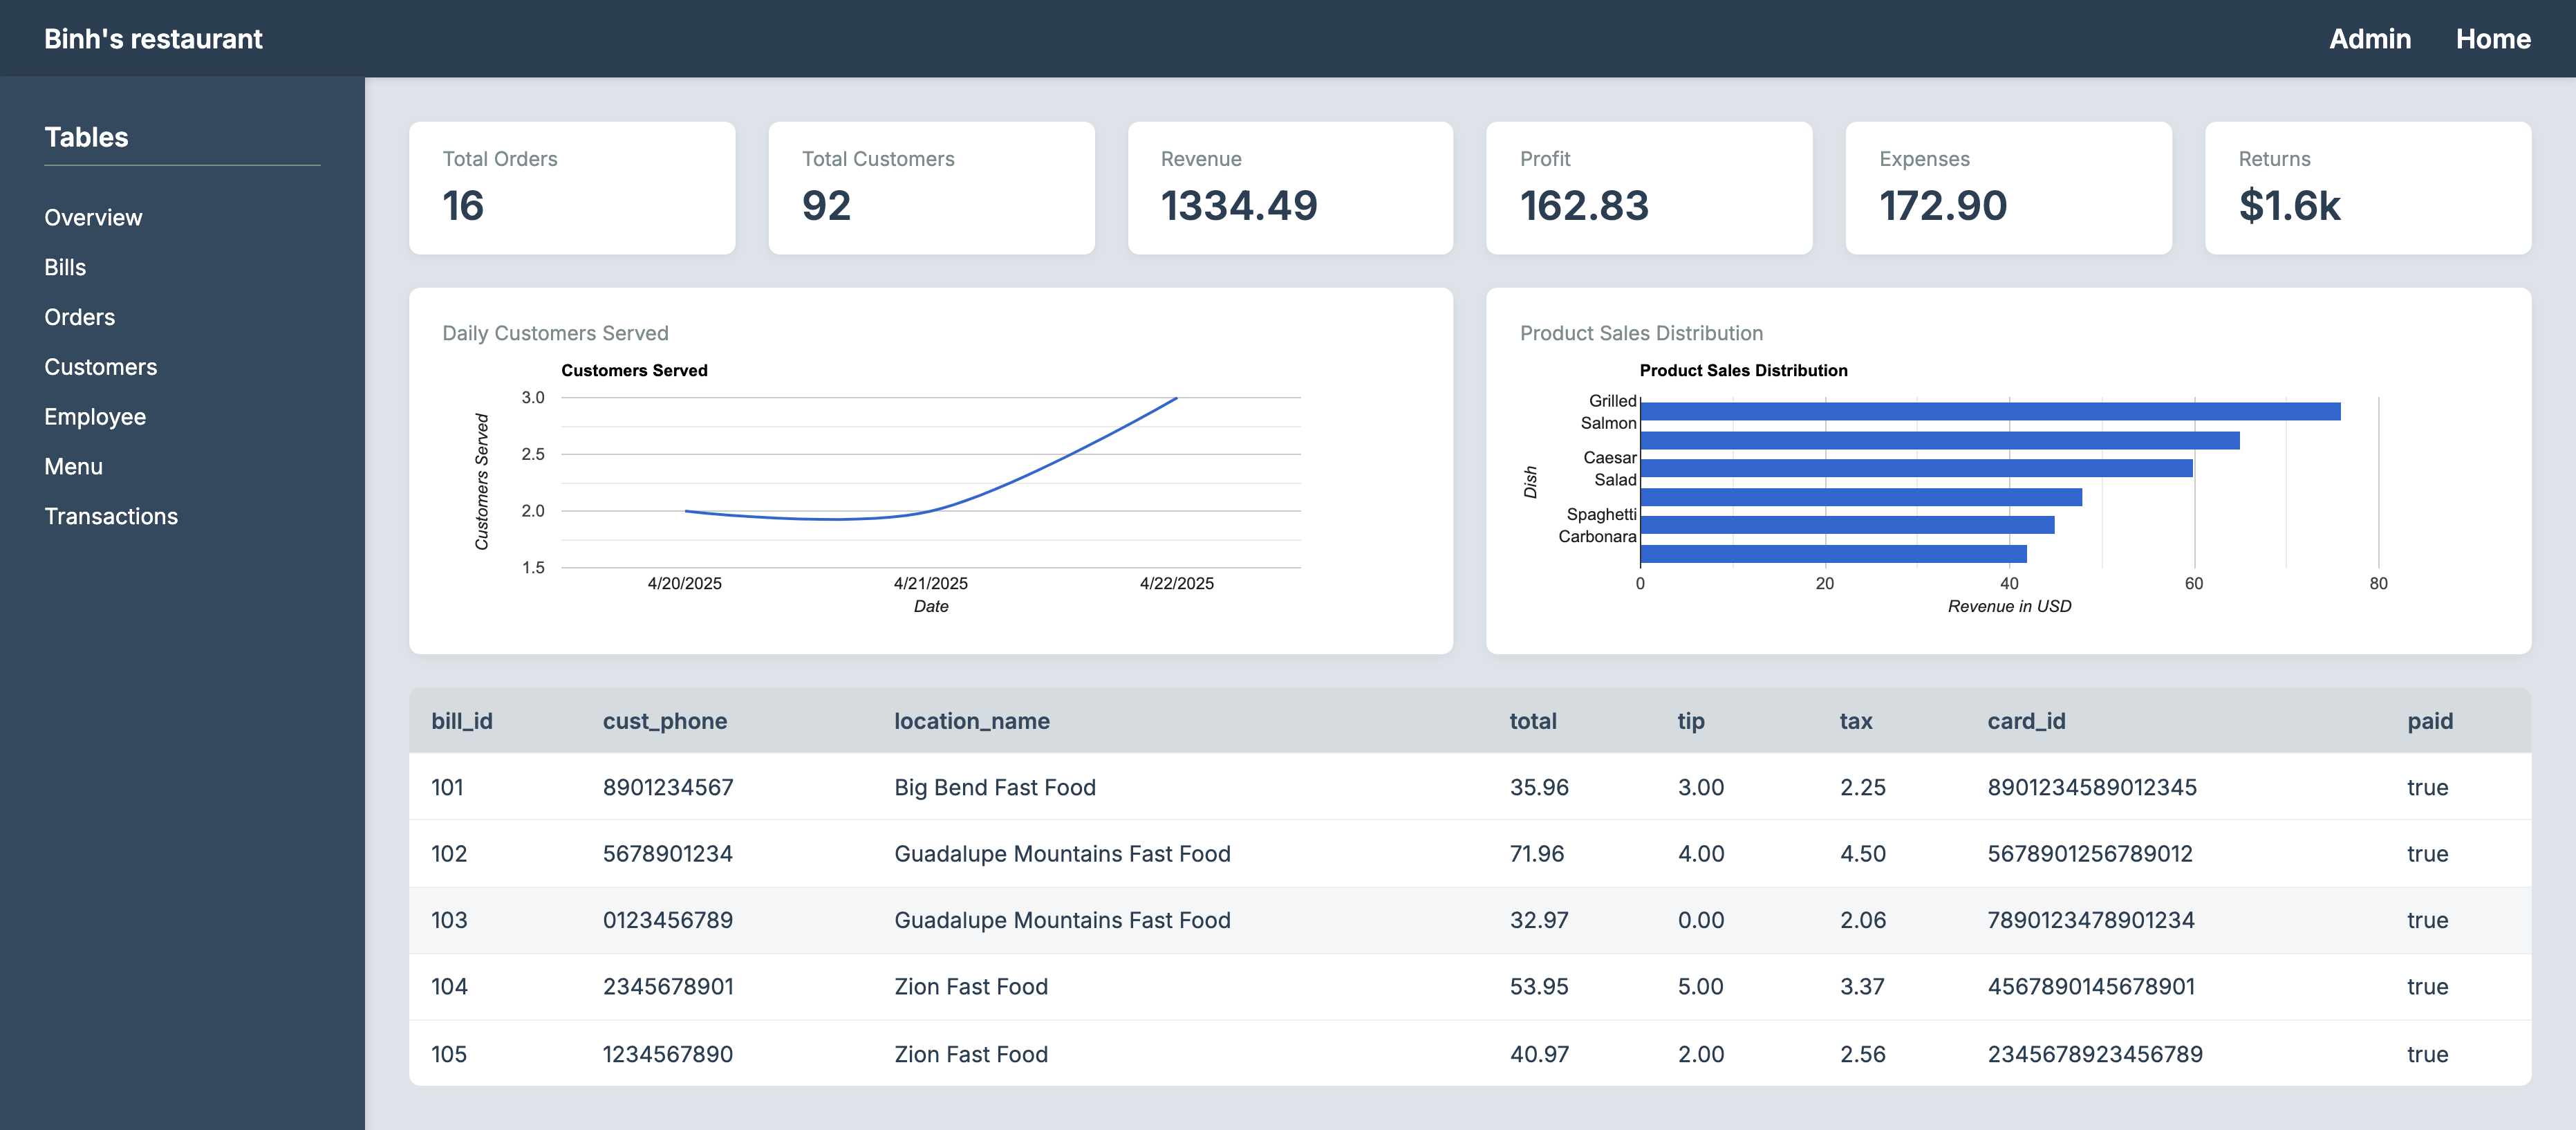 Binh's restaurant
Admin
Home
Tables
Overview
Bills
Orders
Customers
Employee
Menu
Transactions
Total Orders
16
Total Customers
92
Revenue
1334.49
Profit
162.83
Expenses
172.90
Returns
$1.6k
Daily Customers Served
Customers Served
Customers Served
3.0
2.5
2.0
1.5
4/20/2025 4/21/2025 4/22/2025
Date
Product Sales Distribution
Product Sales Distribution
Dish
Grilled
Salmon
Caesar
Salad
Spaghetti
Carbonara
0 20 40 60 80
Revenue in USD
bill_id cust_phone location_name total tip tax card_id paid
101 8901234567 Big Bend Fast Food 35.96 3.00 2.25 8901234589012345 true
102 5678901234 Guadalupe Mountains Fast Food 71.96 4.00 4.50 5678901256789012 true
103 0123456789 Guadalupe Mountains Fast Food 32.97 0.00 2.06 7890123478901234 true
104 2345678901 Zion Fast Food 53.95 5.00 3.37 4567890145678901 true
105 1234567890 Zion Fast Food 40.97 2.00 2.56 2345678923456789 true